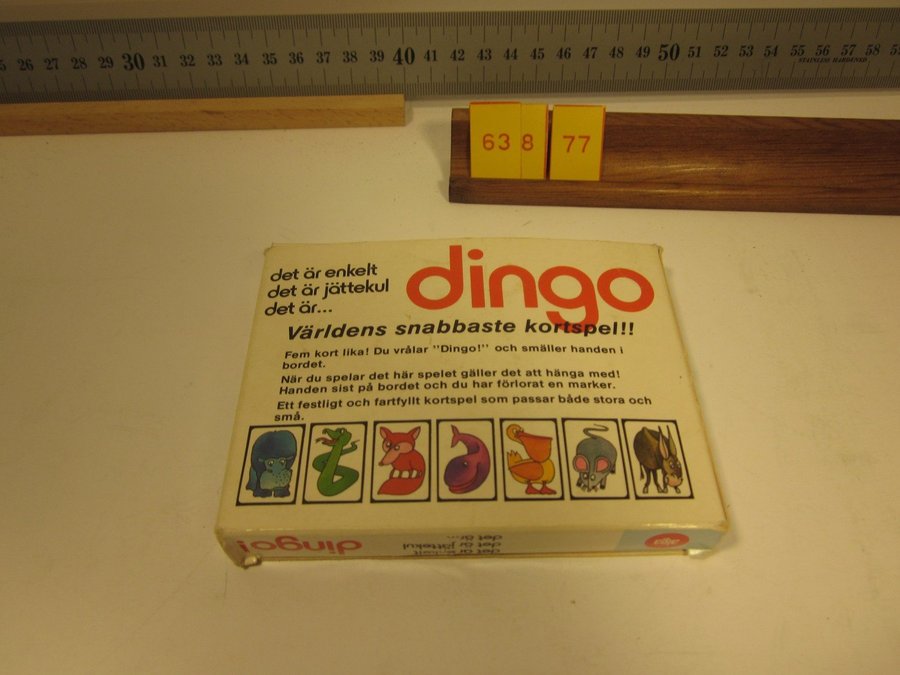 26 27 28 29 30 31 32 33 34 35 36 37 38 39 40 41 42 43 44 45 46 47 48 49 50 51 52 53 54 55 56 57 58
STAINLESS HARDENED
63 8 77
det är enkelt
det är jättekul
det är...
dingo
Världens snabbaste kortspel!!
Fem kort lika! Du vrålar "Dingo!" och smäller handen i
bordet.
När du spelar det här spelet gäller det att hänga med!
Handen sist på bordet och du har förlorat en marker.
Ett festligt och fartfyllt kortspel som passar både stora och
små.
dingo!
det är enkelt
det är jättekul
det är...
alga